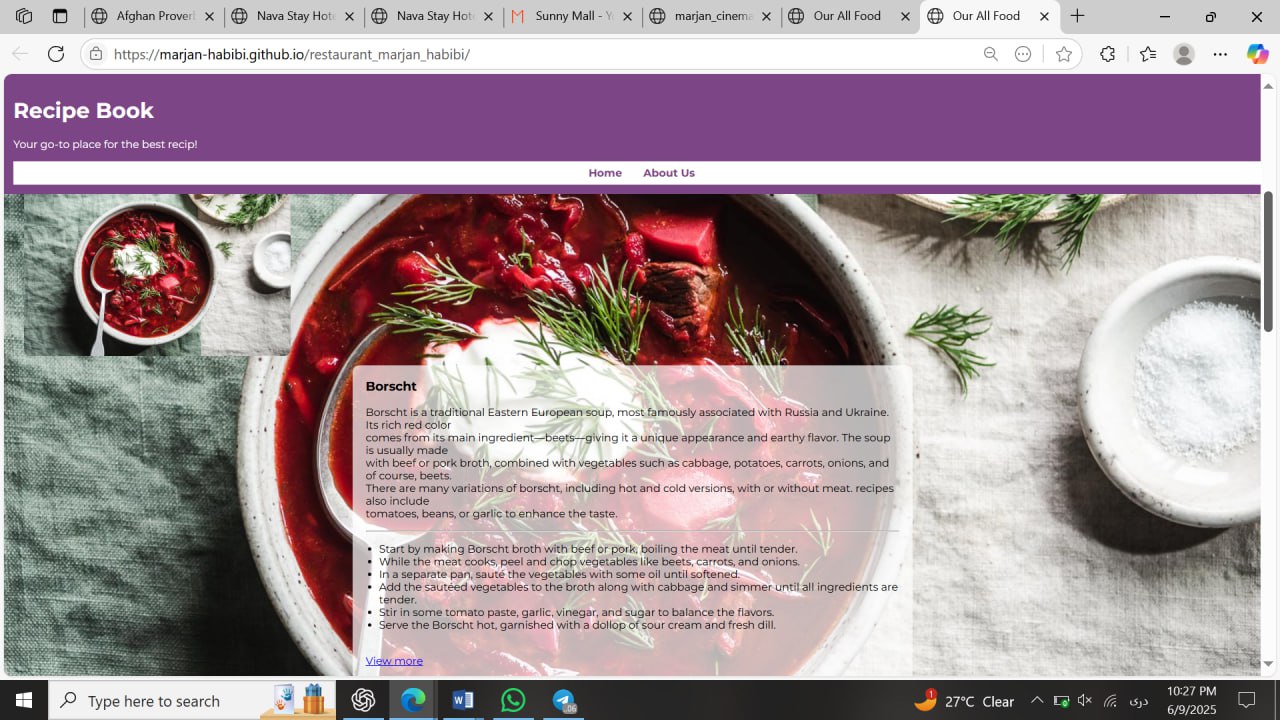 Afghan Prover
Nava Stay Hote
Nava Stay Hote
Sunny Mall - Y
marjan_cinema
Our All Food
Our All Food
https://marjan-habibi.github.io/restaurant_marjan_habibi/
Recipe Book
Your go-to place for the best recip!
Home About Us
Borscht
Borscht is a traditional Eastern European soup, most famously associated with Russia and Ukraine.
Its rich red color
comes from its main ingredient—beets—giving it a unique appearance and earthy flavor. The soup
is usually made
with beef or pork broth, combined with vegetables such as cabbage, potatoes, carrots, onions, and
of course, beets.
There are many variations of borscht, including hot and cold versions, with or without meat. recipes
also include
tomatoes, beans, or garlic to enhance the taste.
Start by making Borscht broth with beef or pork, boiling the meat until tender.
While the meat cooks, peel and chop vegetables like beets, carrots, and onions.
In a separate pan, sauté the vegetables with some oil until softened.
Add the sautéed vegetables to the broth along with cabbage and simmer until all ingredients are
tender.
Stir in some tomato paste, garlic, vinegar, and sugar to balance the flavors.
Serve the Borscht hot, garnished with a dollop of sour cream and fresh dill.
View more
Type here to search
1
27°C Clear
دری
10:27 PM
6/9/2025